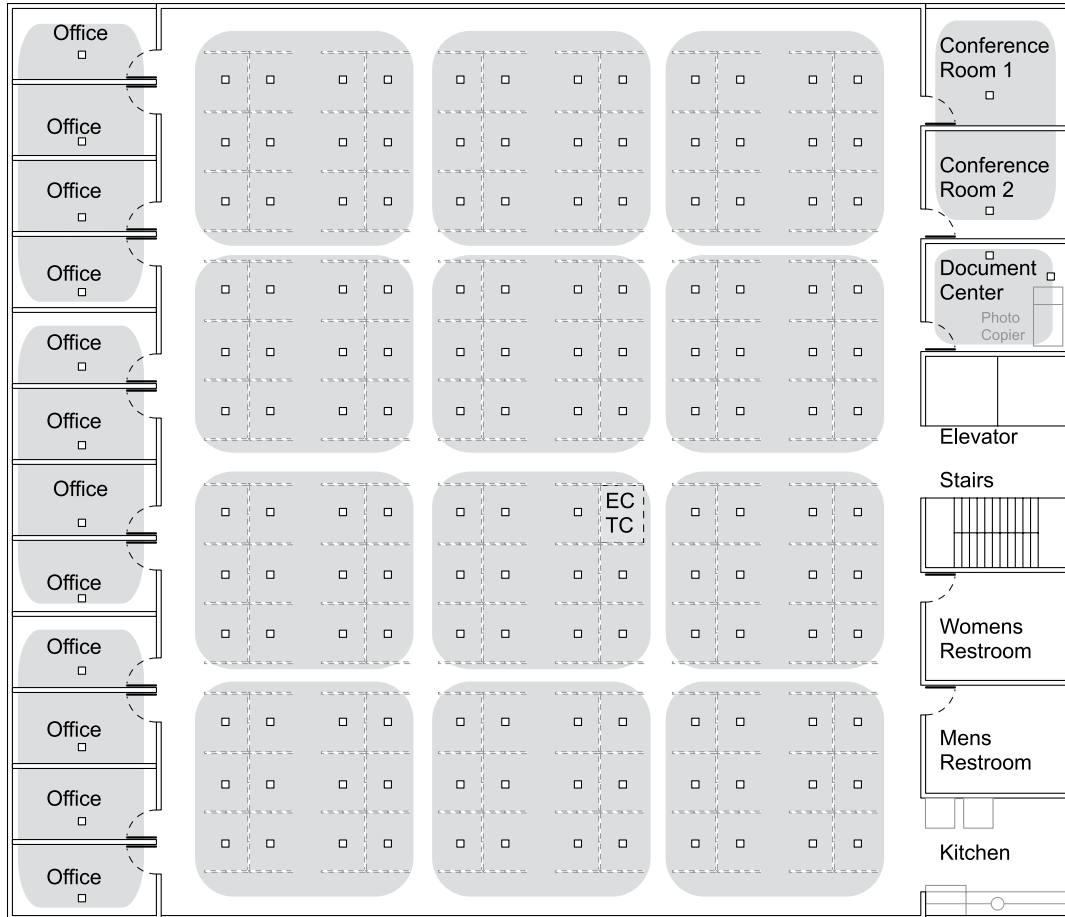 Office
Office
Office
Office
Office
Office
Office
Office
Office
Office
Office
Office
EC
TC
Conference
Room 1
Conference
Room 2
Document
Center
Photo
Copier
Elevator
Stairs
Womens
Restroom
Mens
Restroom
Kitchen